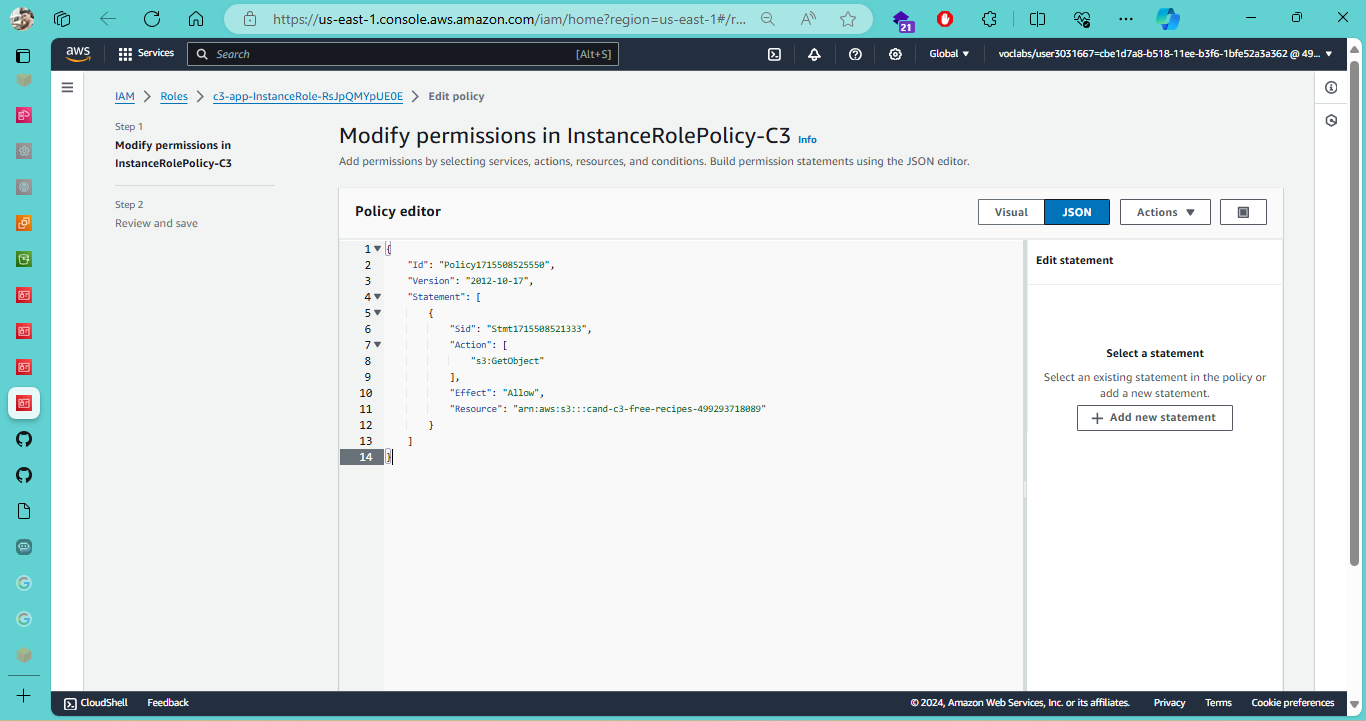 https://us-east-1.console.aws.amazon.com/iam/home?region=us-east-1#/r...
21
aws
Services
Search
[Alt+S]
Global
voclabs/user3031667=cbe1d7a8-b518-11ee-b3f6-1bfe52a3a362 @ 49...
IAM > Roles > c3-app-InstanceRole-RsJpQMYpUE0E > Edit policy
Step 1
Modify permissions in
InstanceRolePolicy-C3
Step 2
Review and save
Modify permissions in InstanceRolePolicy-C3 Info
Add permissions by selecting services, actions, resources, and conditions. Build permission statements using the JSON editor.
Policy editor
Visual
JSON
Actions
1 {
2 "Id": "Policy1715508525550",
3 "Version": "2012-10-17",
4 "Statement": [
5 {
6 "Sid": "Stmt1715508521333",
7 "Action": [
8 "s3:GetObject"
9 ],
10 "Effect": "Allow",
11 "Resource": "arn:aws:s3:::cand-c3-free-recipes-499293718089"
12 }
13 ]
14 }
Edit statement
Select a statement
Select an existing statement in the policy or
add a new statement.
+ Add new statement
CloudShell
Feedback
© 2024, Amazon Web Services, Inc. or its affiliates.
Privacy
Terms
Cookie preferences